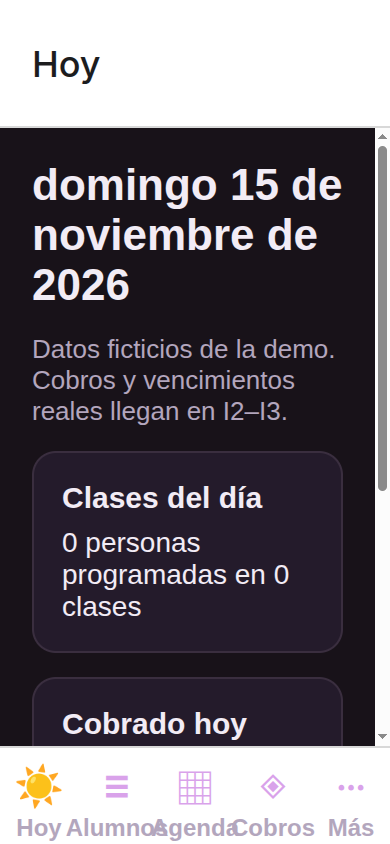 Hoy
domingo 15 de
noviembre de
2026
Datos ficticios de la demo.
Cobros y vencimientos
reales llegan en I2–I3.
Clases del día
0 personas
programadas en 0
clases
Cobrado hoy
Hoy Alumnos Agenda Cobros Más